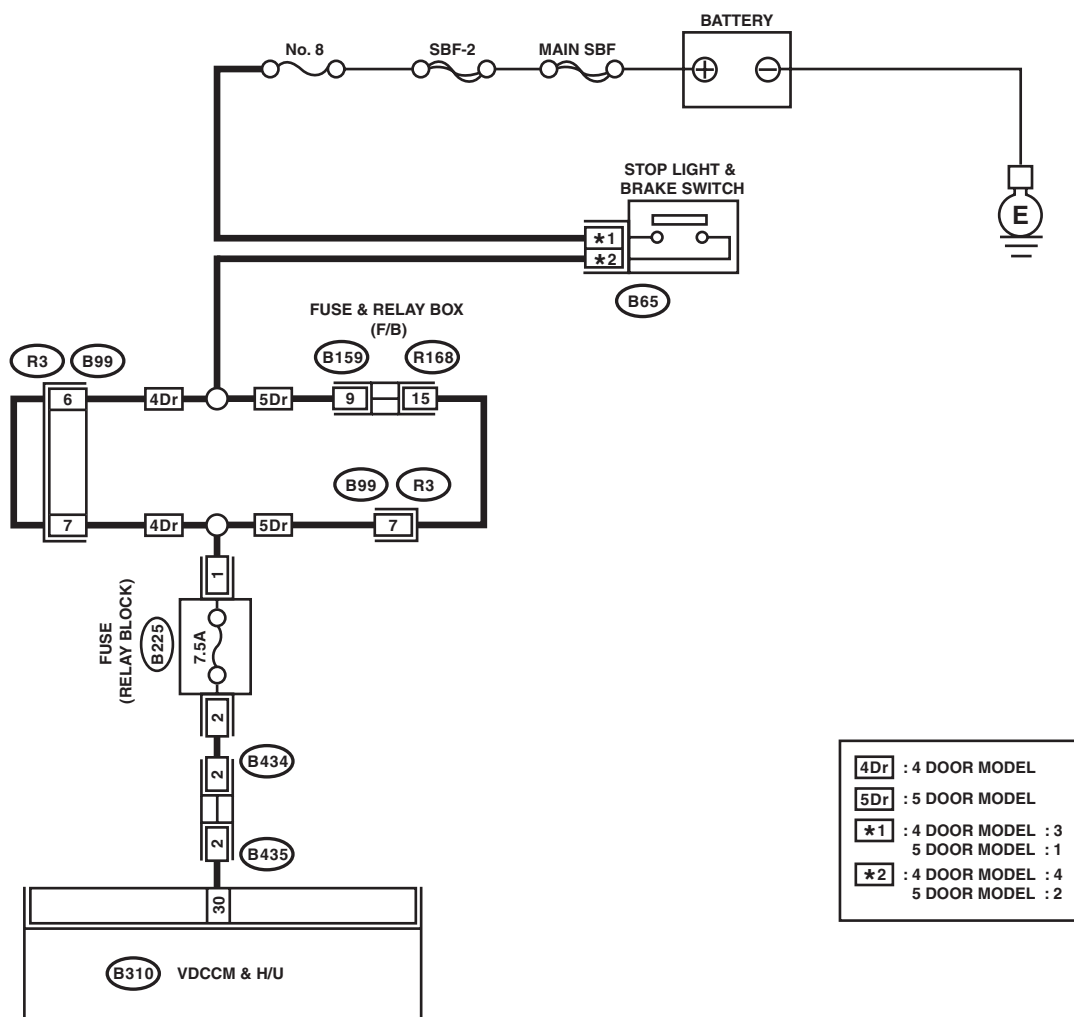 BATTERY
No. 8
SBF-2
MAIN SBF
+
−
STOP LIGHT &
BRAKE SWITCH
E
*1
*2
B65
FUSE & RELAY BOX
(F/B)
R3
B99
B159
R168
6
4Dr
5Dr
9
15
B99
R3
7
4Dr
5Dr
7
1
FUSE
(RELAY BLOCK)
B225
7.5A
2
2
B434
2
B435
30
B310
VDCCM & H/U
4Dr : 4 DOOR MODEL
5Dr : 5 DOOR MODEL
*1 : 4 DOOR MODEL : 3
5 DOOR MODEL : 1
*2 : 4 DOOR MODEL : 4
5 DOOR MODEL : 2